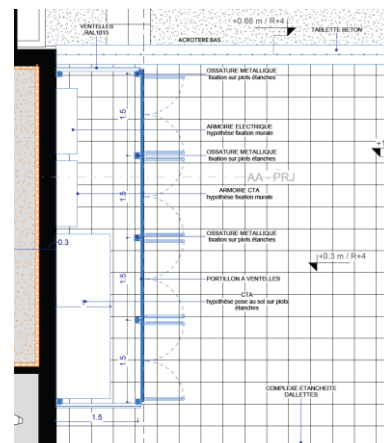 VENTELLES
RAL1015
+0.66 m / R+4
TABLETTE BETON
ACROTERE BAS
OSSATURE METALLIQUE
fixation sur plots étanches
1.5
ARMOIRE ELECTRIQUE
hypothèse fixation murale
OSSATURE METALLIQUE
fixation sur plots étanches
AA - PRJ
ARMOIRE CTA
hypothèse fixation murale
1.5
OSSATURE METALLIQUE
fixation sur plots étanches
0.3
+0.3 m / R+4
PORTILLON A VENTELLES
1.5
CTA
hypothèse pose au sol sur plots
étanches
1.5
COMPLEXE ETANCHEITE
DALLETTES
1.5